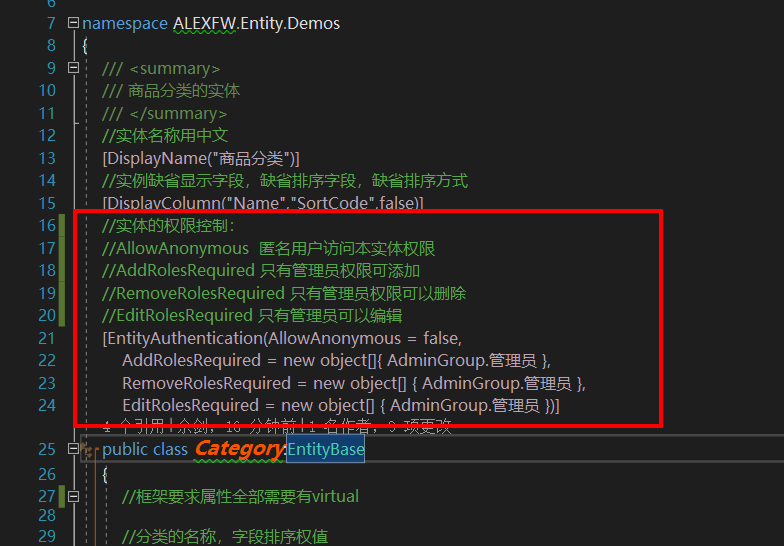 6
7 namespace ALEXFW.Entity.Demos
8 {
9 /// <summary>
10 /// 商品分类的实体
11 /// </summary>
12 //实体名称用中文
13 [DisplayName("商品分类")]
14 //实例缺省显示字段，缺省排序字段，缺省排序方式
15 [DisplayColumn("Name","SortCode",false)]
16 //实体的权限控制：
17 //AllowAnonymous 匿名用户访问本实体权限
18 //AddRolesRequired 只有管理员权限可添加
19 //RemoveRolesRequired 只有管理员权限可以删除
20 //EditRolesRequired 只有管理员可以编辑
21 [EntityAuthentication(AllowAnonymous = false,
22 AddRolesRequired = new object[]{ AdminGroup.管理员 },
23 RemoveRolesRequired = new object[] { AdminGroup.管理员 },
24 EditRolesRequired = new object[] { AdminGroup.管理员 })]
4 个引用|余剑，16 分钟前|1 名作者，9 项更改
25 public class Category:EntityBase
26 {
27 //框架要求属性全部需要有virtual
28
29 //分类的名称，字段排序权值